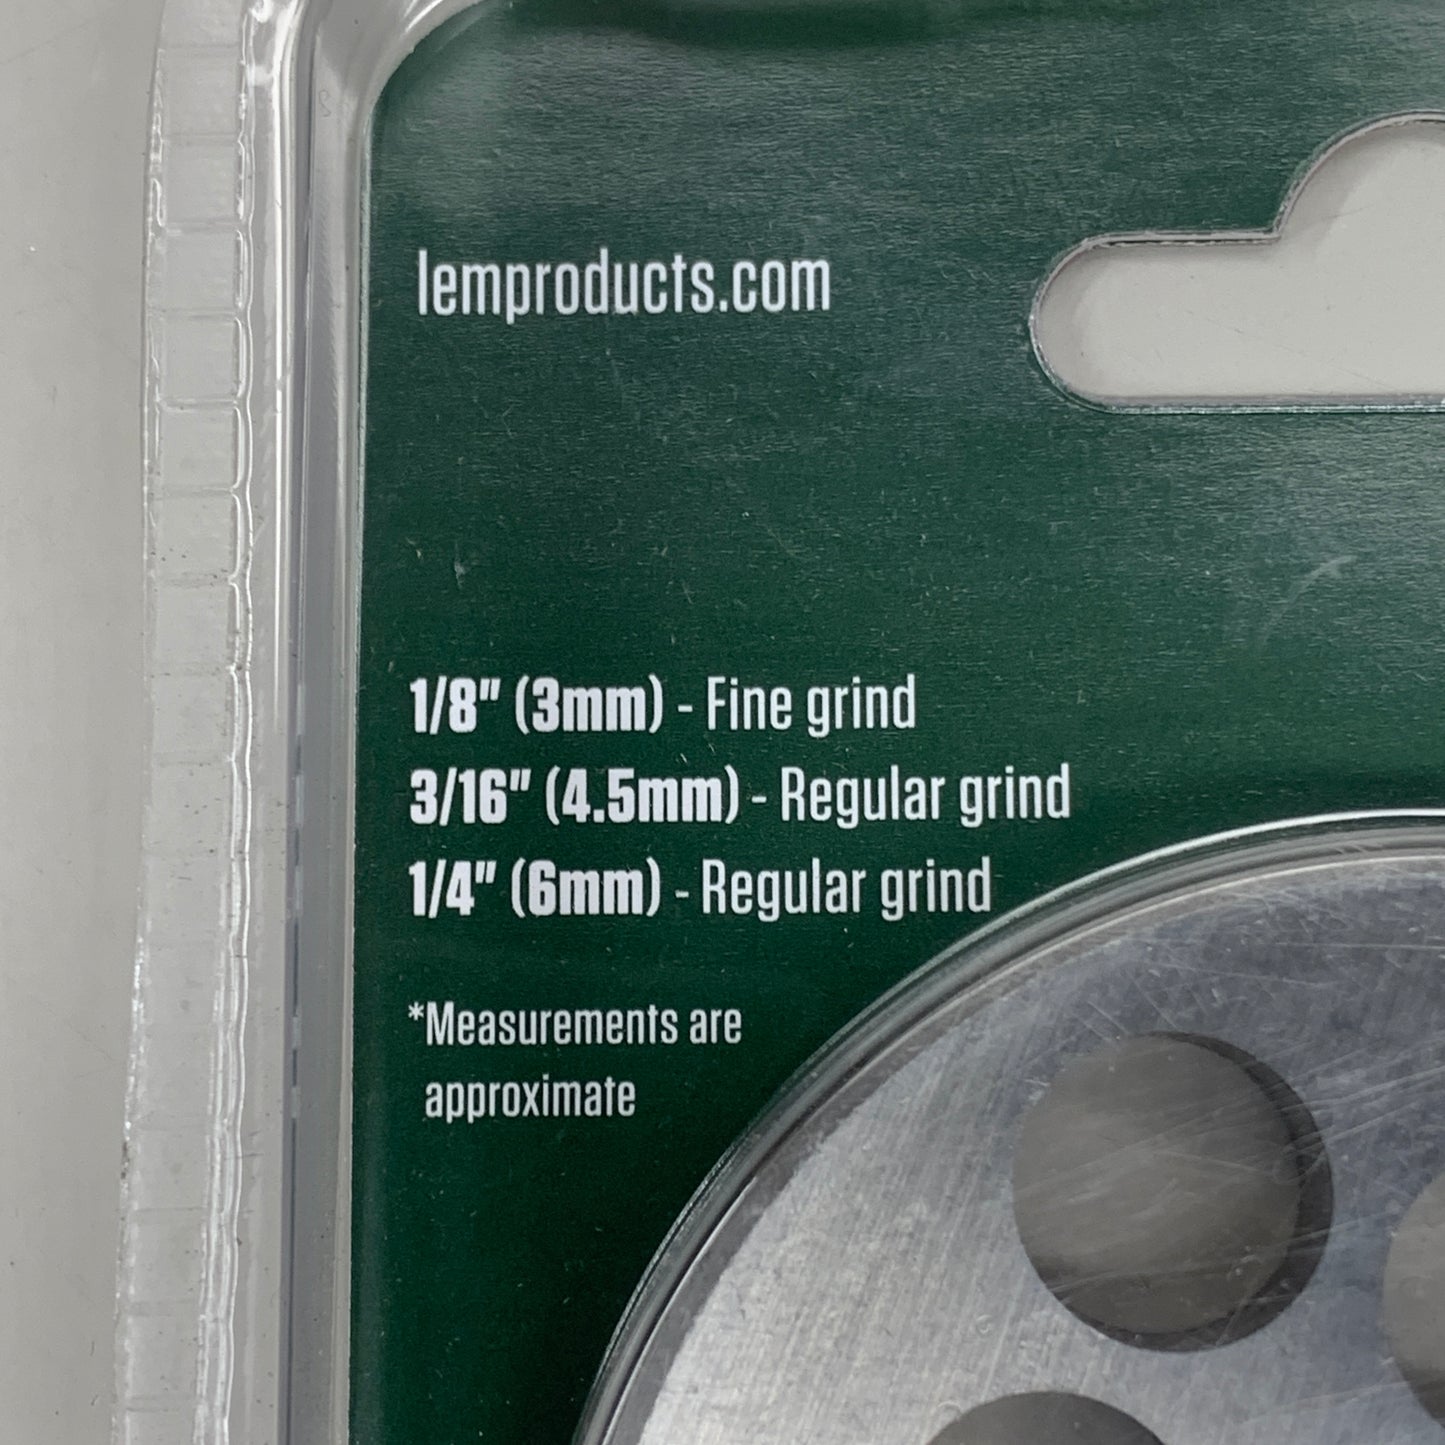 lemproducts.com
1/8" (3mm) - Fine grind
3/16" (4.5mm) - Regular grind
1/4" (6mm) - Regular grind
*Measurements are
approximate